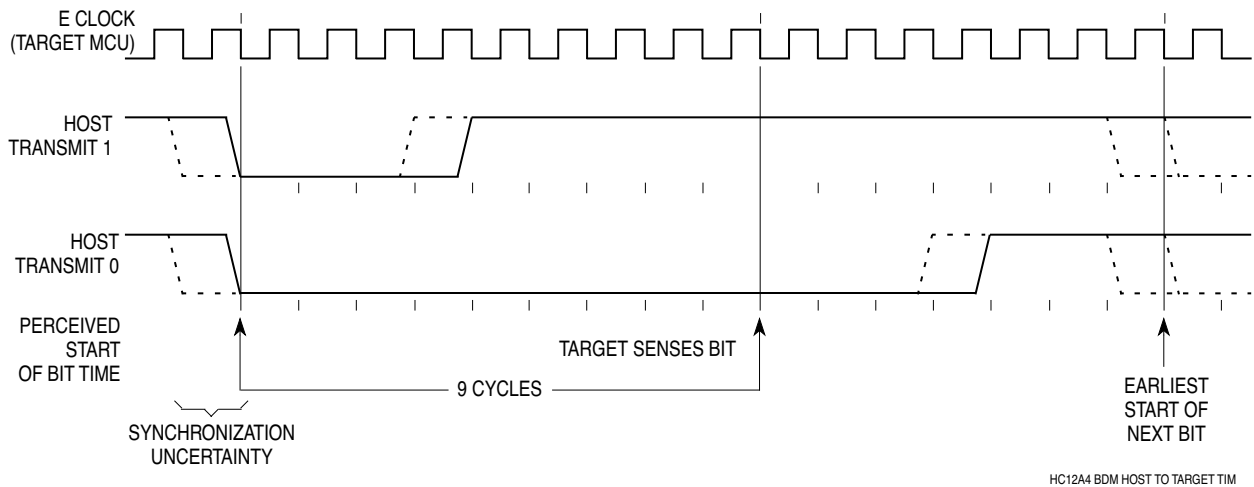 E CLOCK
(TARGET MCU)
HOST
TRANSMIT 1
HOST
TRANSMIT 0
PERCEIVED
START
OF BIT TIME
TARGET SENSES BIT
9 CYCLES
EARLIEST
START OF
NEXT BIT
SYNCHRONIZATION
UNCERTAINTY
HC12A4 BDM HOST TO TARGET TIM